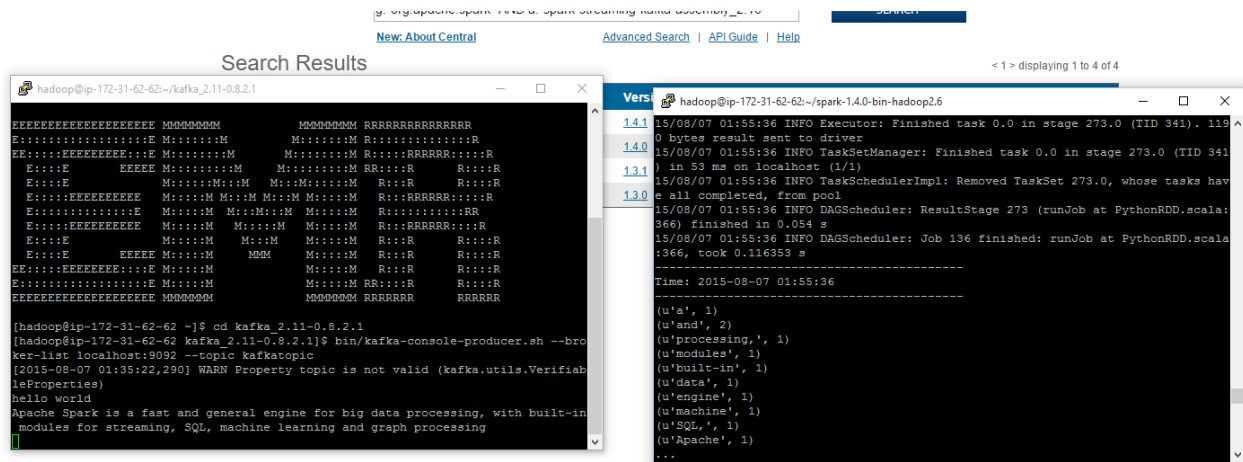 g:"org.apache.spark" AND a:"spark-streaming-kafka-assembly_2.10"
SEARCH
New: About Central
Advanced Search | API Guide | Help
Search Results
< 1 > displaying 1 to 4 of 4
hadoop@ip-172-31-62-62:~/kafka_2.11-0.8.2.1
EEEEEEEEEEEEEEEEEEEE MMMMMMMM           MMMMMMMM RRRRRRRRRRRRRRR
E::::::::::::::::::E M:::::::M         M:::::::M R::::::::::::::R
EE:::::EEEEEEEEE:::E M::::::::M       M::::::::M R:::::RRRRRR:::::R
E::::E       EEEEE M:::::::::M     M:::::::::M RR::::R      R::::R
E::::E             M::::::M:::M   M:::M::::::M   R:::R      R::::R
E:::::EEEEEEEEEE   M:::::M M:::M M:::M M:::::M   R:::RRRRRR:::::R
E::::::::::::::E   M:::::M  M:::M:::M  M:::::M   R:::::::::::RR
E:::::EEEEEEEEEE   M:::::M   M:::::M   M:::::M   R:::RRRRRR::::R
E::::E             M:::::M    M:::M    M:::::M   R:::R      R::::R
E::::E       EEEEE M:::::M     MMM     M:::::M   R:::R      R::::R
EE:::::EEEEEEEE::::E M:::::M             M:::::M   R:::R      R::::R
E::::::::::::::::::E M:::::M             M:::::M RR::::R      R::::R
EEEEEEEEEEEEEEEEEEEE MMMMMMM             MMMMMMM RRRRRRR      RRRRRR
[hadoop@ip-172-31-62-62 ~]$ cd kafka_2.11-0.8.2.1
[hadoop@ip-172-31-62-62 kafka_2.11-0.8.2.1]$ bin/kafka-console-producer.sh --bro
ker-list localhost:9092 --topic kafkatopic
[2015-08-07 01:35:22,290] WARN Property topic is not valid (kafka.utils.Verifiab
leProperties)
hello world
Apache Spark is a fast and general engine for big data processing, with built-in
modules for streaming, SQL, machine learning and graph processing
Versi
1.4.1
1.4.0
1.3.1
1.3.0
hadoop@ip-172-31-62-62:~/spark-1.4.0-bin-hadoop2.6
15/08/07 01:55:36 INFO Executor: Finished task 0.0 in stage 273.0 (TID 341). 119
0 bytes result sent to driver
15/08/07 01:55:36 INFO TaskSetManager: Finished task 0.0 in stage 273.0 (TID 341
) in 53 ms on localhost (1/1)
15/08/07 01:55:36 INFO TaskSchedulerImpl: Removed TaskSet 273.0, whose tasks hav
e all completed, from pool
15/08/07 01:55:36 INFO DAGScheduler: ResultStage 273 (runJob at PythonRDD.scala:
366) finished in 0.054 s
15/08/07 01:55:36 INFO DAGScheduler: Job 136 finished: runJob at PythonRDD.scala
:366, took 0.116353 s
-------------------------------------------
Time: 2015-08-07 01:55:36
-------------------------------------------
(u'a', 1)
(u'and', 2)
(u'processing,', 1)
(u'modules', 1)
(u'built-in', 1)
(u'data', 1)
(u'engine', 1)
(u'machine', 1)
(u'SQL,', 1)
(u'Apache', 1)
...